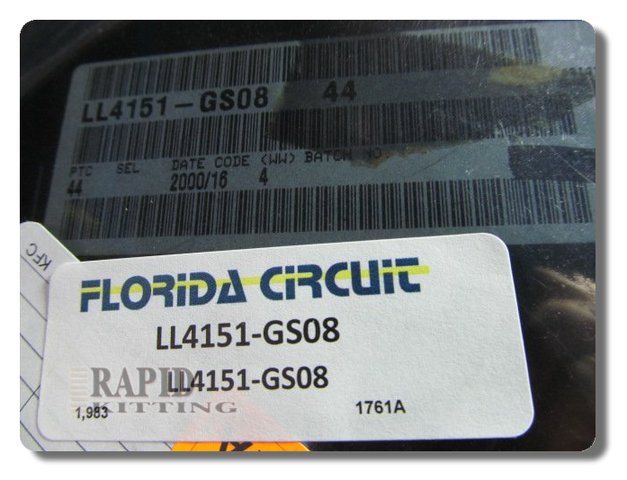 LL4151-GS08 44
PTC SEL DATE CODE (WW) BATCH NO
44 2000/16 4
KFC
FLORIDA CIRCUIT
LL4151-GS08
LL4151-GS08
RAPID
KITTING
1,983 1761A